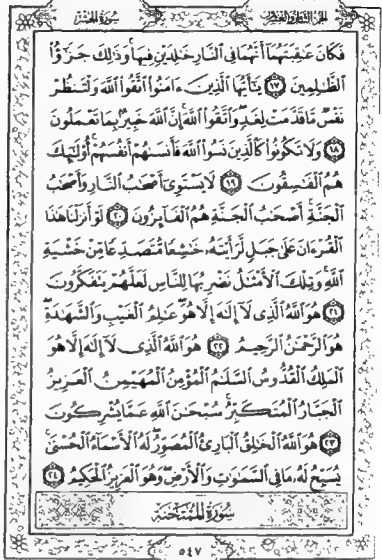 الجزء الثامن والعشرون سورة الحشر
فَكَانَ عَٰقِبَتَهُمَآ أَنَّهُمَا فِى ٱلنَّارِ خَٰلِدَيْنِ فِيهَا ۚ وَذَٰلِكَ جَزَٰٓؤُا۟
ٱلظَّٰلِمِينَ ١٧ يَٰٓأَيُّهَا ٱلَّذِينَ ءَامَنُوا۟ ٱتَّقُوا۟ ٱللَّهَ وَلْتَنظُرْ
نَفْسٌ مَّا قَدَّمَتْ لِغَدٍ ۖ وَٱتَّقُوا۟ ٱللَّهَ ۚ إِنَّ ٱللَّهَ خَبِيرٌۢ بِمَا تَعْمَلُونَ
١٨ وَلَا تَكُونُوا۟ كَٱلَّذِينَ نَسُوا۟ ٱللَّهَ فَأَنسَىٰهُمْ أَنفُسَهُمْ ۚ أُو۟لَٰٓئِكَ
هُمُ ٱلْفَٰسِقُونَ ١٩ لَا يَسْتَوِىٓ أَصْحَٰبُ ٱلنَّارِ وَأَصْحَٰبُ
ٱلْجَنَّةِ ۚ أَصْحَٰبُ ٱلْجَنَّةِ هُمُ ٱلْفَآئِزُونَ ٢٠ لَوْ أَنزَلْنَا هَٰذَا
ٱلْقُرْءَانَ عَلَىٰ جَبَلٍ لَّرَأَيْتَهُۥ خَٰشِعًا مُّتَصَدِّعًا مِّنْ خَشْيَةِ
ٱللَّهِ ۚ وَتِلْكَ ٱلْأَمْثَٰلُ نَضْرِبُهَا لِلنَّاسِ لَعَلَّهُمْ يَتَفَكَّرُونَ
٢١ هُوَ ٱللَّهُ ٱلَّذِى لَآ إِلَٰهَ إِلَّا هُوَ ۖ عَٰلِمُ ٱلْغَيْبِ وَٱلشَّهَٰدَةِ ۖ
هُوَ ٱلرَّحْمَٰنُ ٱلرَّحِيمُ ٢٢ هُوَ ٱللَّهُ ٱلَّذِى لَآ إِلَٰهَ إِلَّا هُوَ
ٱلْمَلِكُ ٱلْقُدُّوسُ ٱلسَّلَٰمُ ٱلْمُؤْمِنُ ٱلْمُهَيْمِنُ ٱلْعَزِيزُ
ٱلْجَبَّارُ ٱلْمُتَكَبِّرُ ۚ سُبْحَٰنَ ٱللَّهِ عَمَّا يُشْرِكُونَ
٢٣ هُوَ ٱللَّهُ ٱلْخَٰلِقُ ٱلْبَارِئُ ٱلْمُصَوِّرُ ۖ لَهُ ٱلْأَسْمَآءُ ٱلْحُسْنَىٰ ۚ
يُسَبِّحُ لَهُۥ مَا فِى ٱلسَّمَٰوَٰتِ وَٱلْأَرْضِ ۖ وَهُوَ ٱلْعَزِيزُ ٱلْحَكِيمُ ٢٤
سُورَةُ الْمُمْتَحِنَةِ
٥٤٧